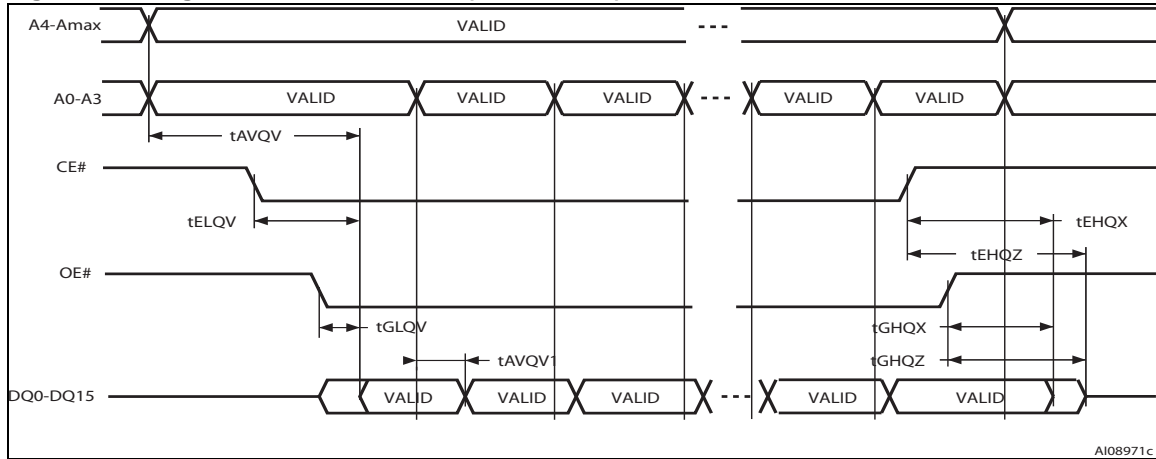 A4-Amax VALID
A0-A3 VALID VALID VALID VALID VALID
tAVQV
CE#
tELQV tEHQX
tEHQZ
OE#
tGLQV tGHQX
tAVQV1 tGHQZ
DQ0-DQ15 VALID VALID VALID VALID VALID
AI08971c